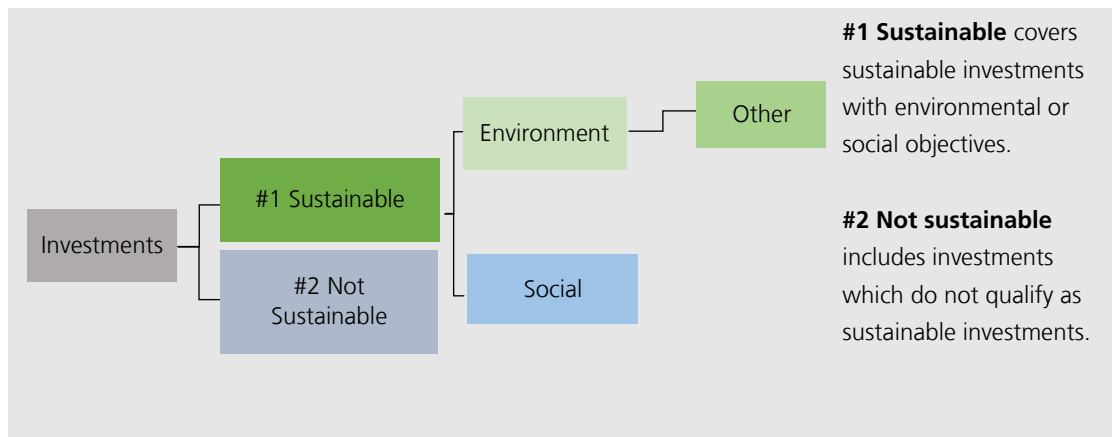 Investments
#1 Sustainable
#2 Not
Sustainable
Environment
Other
Social
#1 Sustainable covers
sustainable investments
with environmental or
social objectives.
#2 Not sustainable
includes investments
which do not qualify as
sustainable investments.